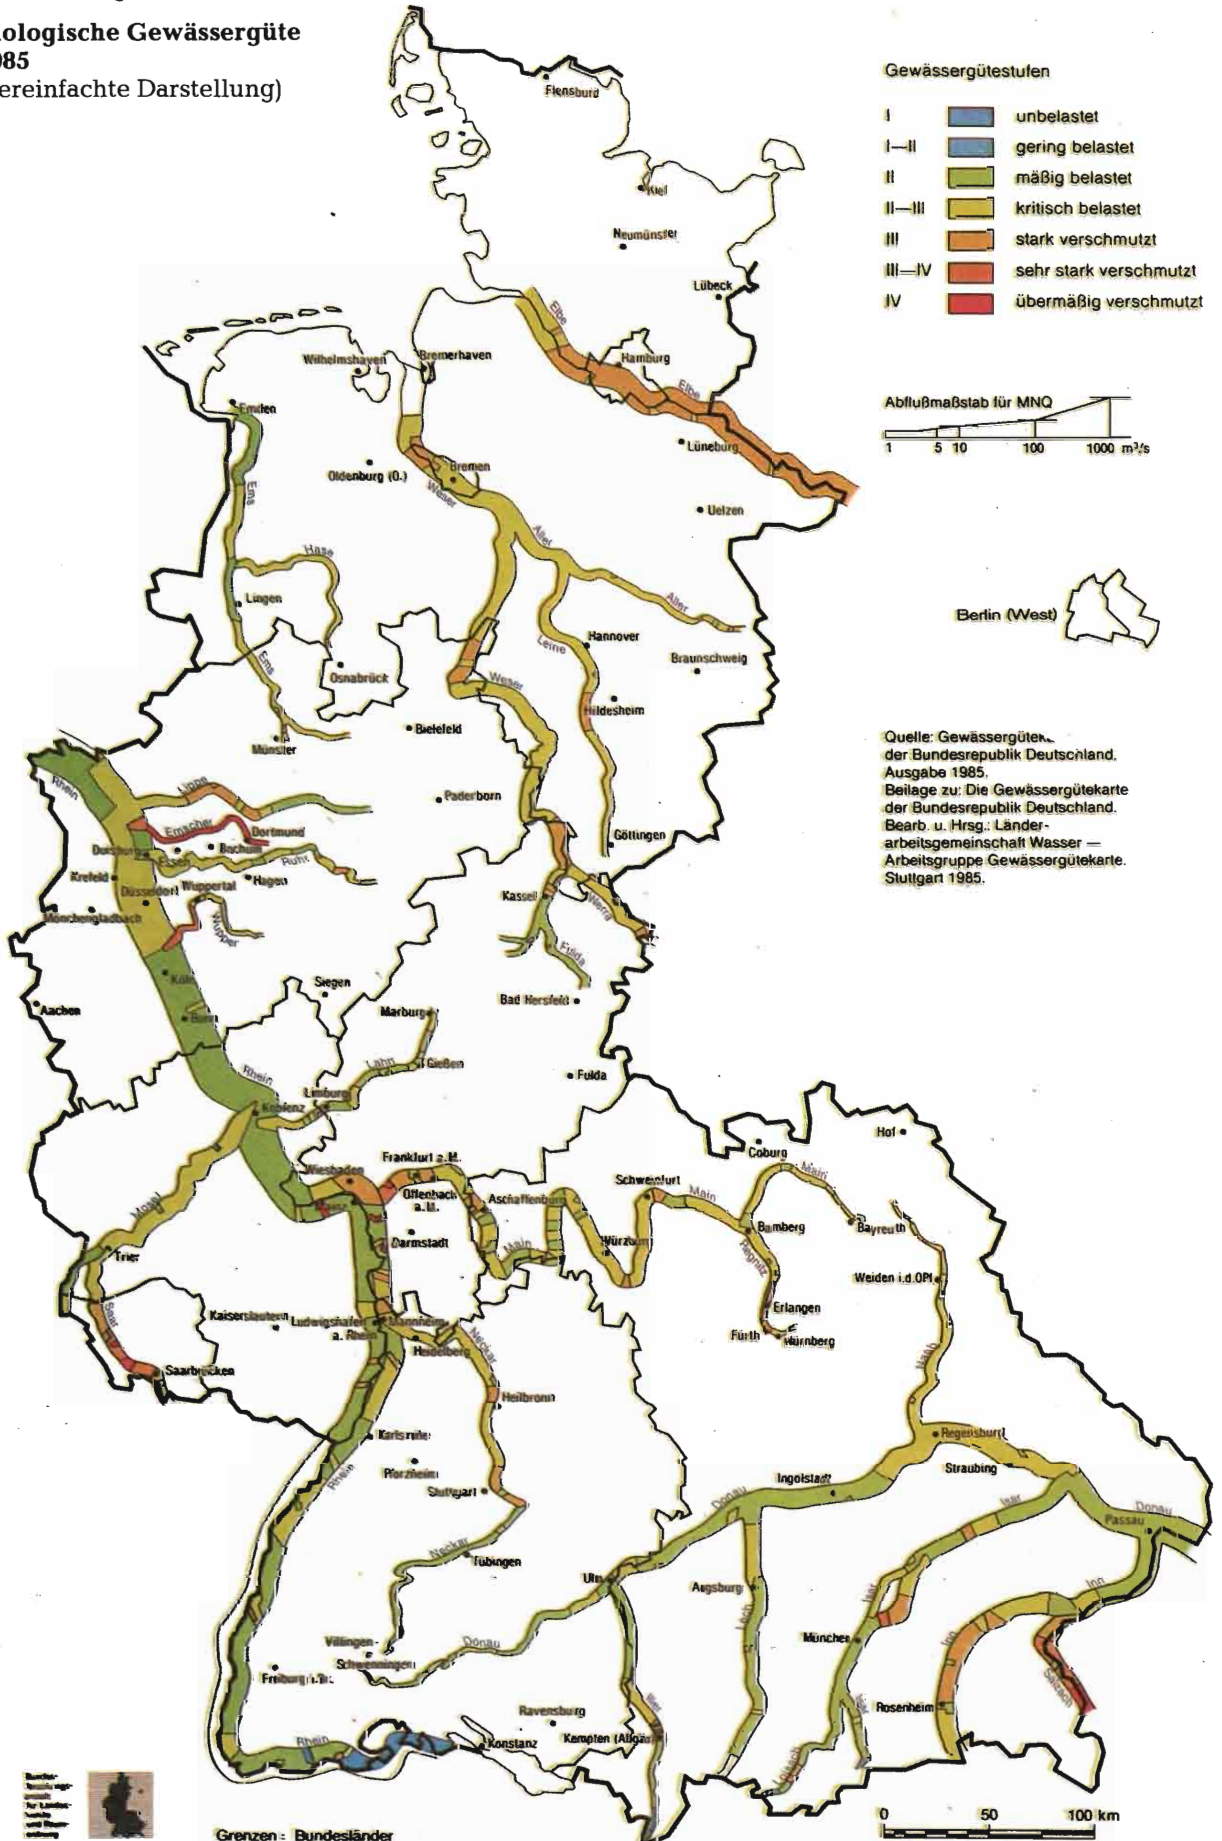 ologische Gewässergüte
985
ereinfachte Darstellung)
Gewässergütestufen
I unbelastet
I—II gering belastet
II mäßig belastet
II—III kritisch belastet
III stark verschmutzt
III—IV sehr stark verschmutzt
IV übermäßig verschmutzt
Abflußmaßstab für MNQ
1 5 10 100 1000 m³/s
Berlin (West)
Quelle: Gewässergütek
der Bundesrepublik Deutschland.
Ausgabe 1985.
Beilage zu: Die Gewässergütekarte
der Bundesrepublik Deutschland.
Bearb. u. Hrsg.: Länder-
arbeitsgemeinschaft Wasser —
Arbeitsgruppe Gewässergütekarte.
Stuttgart 1985.
Flensburg
Kiel
Neumünster
Lübeck
Elbe
Wilhelmshaven
Bremerhaven
Hamburg
Elbe
Emden
Lüneburg
Oldenburg (O.)
Bremen
Weser
Ems
Uelzen
Aller
Hase
Lingen
Aller
Hannover
Leine
Braunschweig
Ems
Osnabrück
Weser
Hildesheim
Bielefeld
Münster
Rhein
Lippe
Paderborn
Emscher
Dortmund
Göttingen
Duisburg
Essen
Bochum
Ruhr
Krefeld
Hagen
Düsseldorf
Wuppertal
Kassel
Werra
Mönchengladbach
Wupper
Fulda
Köln
Siegen
Bad Hersfeld
Aachen
Bonn
Marburg
Lahn
Gießen
Rhein
Fulda
Limburg
Koblenz
Hof
Coburg
Frankfurt a.M.
Wiesbaden
Main
Schweinfurt
Offenbach
a.M.
Aschaffenburg
Main
Mosel
Mainz
Bamberg
Bayreuth
Darmstadt
Main
Würzburg
Trier
Regnitz
Weiden i.d.OPf.
Saar
Kaiserslautern
Ludwigshafen
a. Rhein
Mannheim
Erlangen
Fürth
Nürnberg
Heidelberg
Neckar
Naab
Saarbrücken
Heilbronn
Karlsruhe
Regensburg
Pforzheim
Straubing
Rhein
Stuttgart
Ingolstadt
Donau
Isar
Donau
Passau
Neckar
Tübingen
Ulm
Augsburg
Inn
Isar
Lech
Villingen-
Schwenningen
Donau
München
Inn
Freiburg i.Br.
Salzach
Iller
Isar
Rosenheim
Ravensburg
Rhein
Konstanz
Kempten (Allgäu)
Loisach
0 50 100 km
Grenzen: Bundesländer